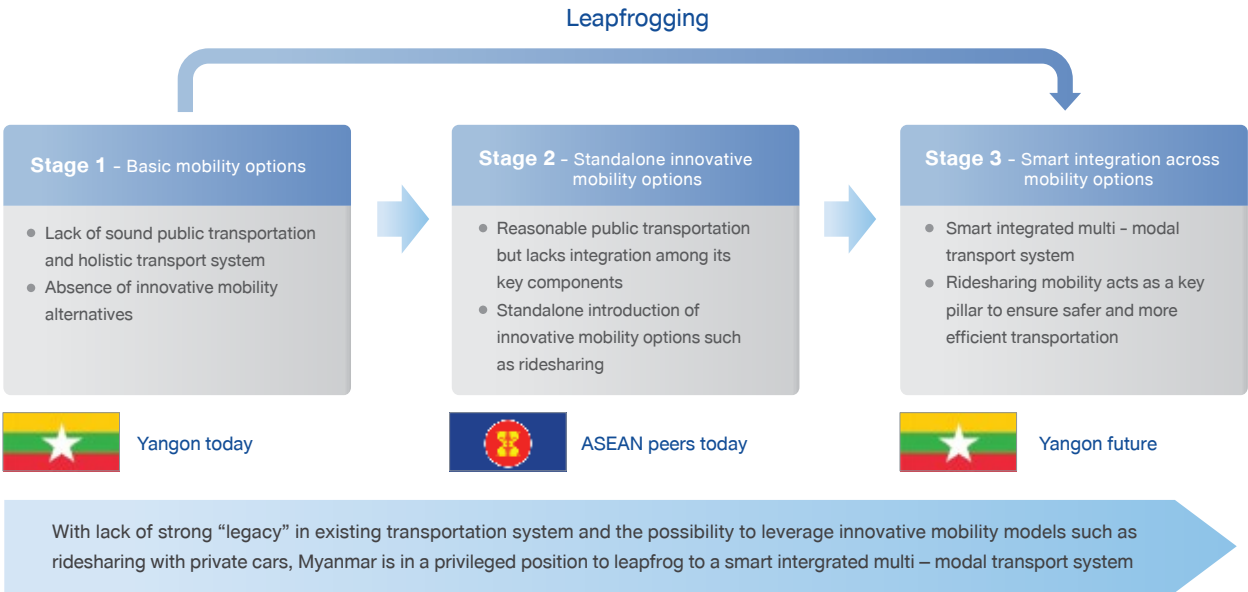 Leapfrogging
Stage 1 - Basic mobility options
Lack of sound public transportation
and holistic transport system
Absence of innovative mobility
alternatives
Stage 2 - Standalone innovative
mobility options
Reasonable public transportation
but lacks integration among its
key components
Standalone introduction of
innovative mobility options such
as ridesharing
Stage 3 - Smart integration across
mobility options
Smart integrated multi - modal
transport system
Ridesharing mobility acts as a key
pillar to ensure safer and more
efficient transportation
Yangon today
ASEAN peers today
Yangon future
With lack of strong “legacy” in existing transportation system and the possibility to leverage innovative mobility models such as
ridesharing with private cars, Myanmar is in a privileged position to leapfrog to a smart intergrated multi – modal transport system